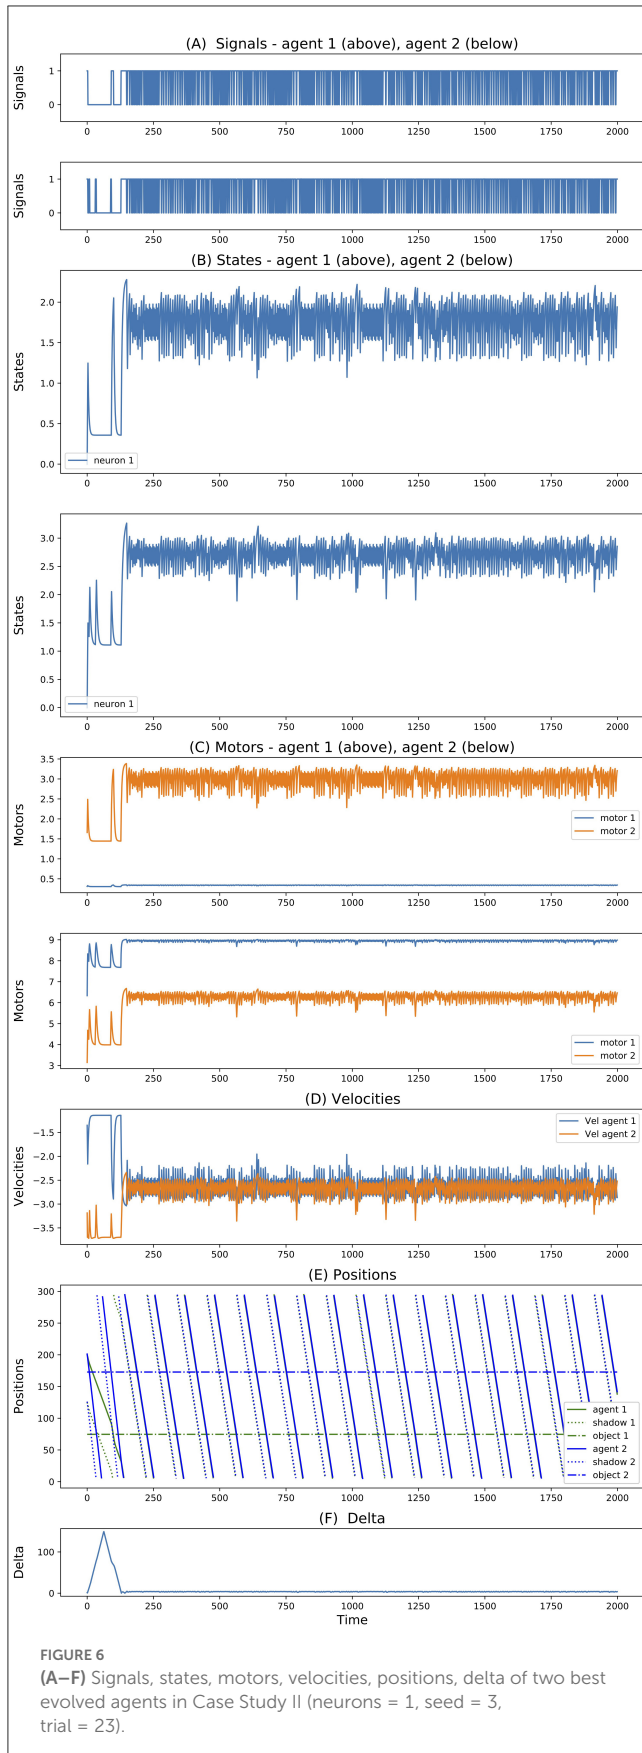 (A)  Signals - agent 1 (above), agent 2 (below)
Signals
1
0
0 250 500 750 1000 1250 1500 1750 2000
Signals
1
0
0 250 500 750 1000 1250 1500 1750 2000
(B) States - agent 1 (above), agent 2 (below)
States
2.0
1.5
1.0
0.5
0.0
neuron 1
0 250 500 750 1000 1250 1500 1750 2000
States
3.0
2.5
2.0
1.5
1.0
0.5
0.0
neuron 1
0 250 500 750 1000 1250 1500 1750 2000
(C) Motors - agent 1 (above), agent 2 (below)
Motors
3.5
3.0
2.5
2.0
1.5
1.0
0.5
motor 1
motor 2
0 250 500 750 1000 1250 1500 1750 2000
Motors
9
8
7
6
5
4
3
motor 1
motor 2
0 250 500 750 1000 1250 1500 1750 2000
(D) Velocities
Velocities
−1.5
−2.0
−2.5
−3.0
−3.5
Vel agent 1
Vel agent 2
0 250 500 750 1000 1250 1500 1750 2000
(E) Positions
Positions
300
250
200
150
100
50
0
agent 1
shadow 1
object 1
agent 2
shadow 2
object 2
0 250 500 750 1000 1250 1500 1750 2000
(F)  Delta
Delta
100
0
0 250 500 750 1000 1250 1500 1750 2000
Time
FIGURE 6
(A–F) Signals, states, motors, velocities, positions, delta of two best
evolved agents in Case Study II (neurons = 1, seed = 3,
trial = 23).